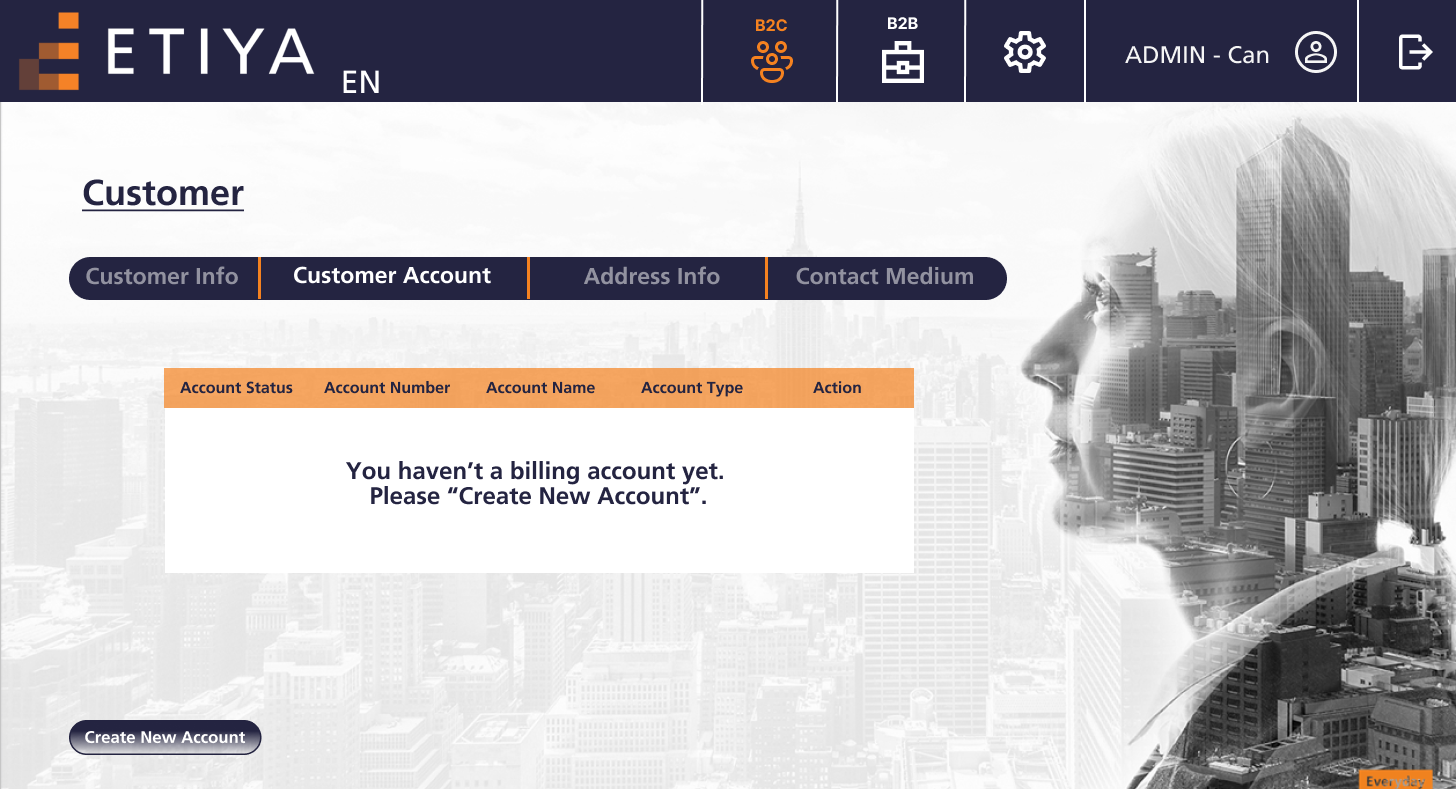 ETIYA
EN
B2C
B2B
ADMIN - Can
Customer
Customer Info
Customer Account
Address Info
Contact Medium
Account Status
Account Number
Account Name
Account Type
Action
You haven’t a billing account yet.
Please “Create New Account”.
Create New Account